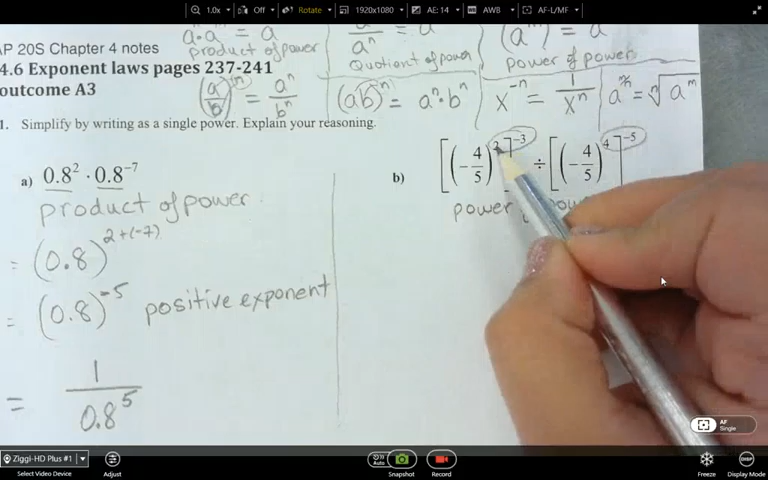 1.0x Off Rotate 1920x1080 AE: 14 AWB AF-L/F
AP 20S Chapter 4 notes
4.6 Exponent laws pages 237-241
outcome A3
product of power
Quotient of power
power of power
(a/b)ⁿ = aⁿ/bⁿ
(ab)ⁿ = aⁿ·bⁿ
x⁻ⁿ = 1/xⁿ
1. Simplify by writing as a single power. Explain your reasoning.
a) 0.8² · 0.8⁻⁷
product of power
= (0.8)²⁺⁽⁻⁷⁾
= (0.8)⁻⁵ positive exponent
= 1/0.8⁵
b) [(-4/5)²]⁻³ ÷ [(-4/5)⁴]⁻⁵
power
AF
Single
Ziggi-HD Plus #1
Select Video Device
Adjust
Auto
Snapshot
Record
Freeze
DISP
Display Mode